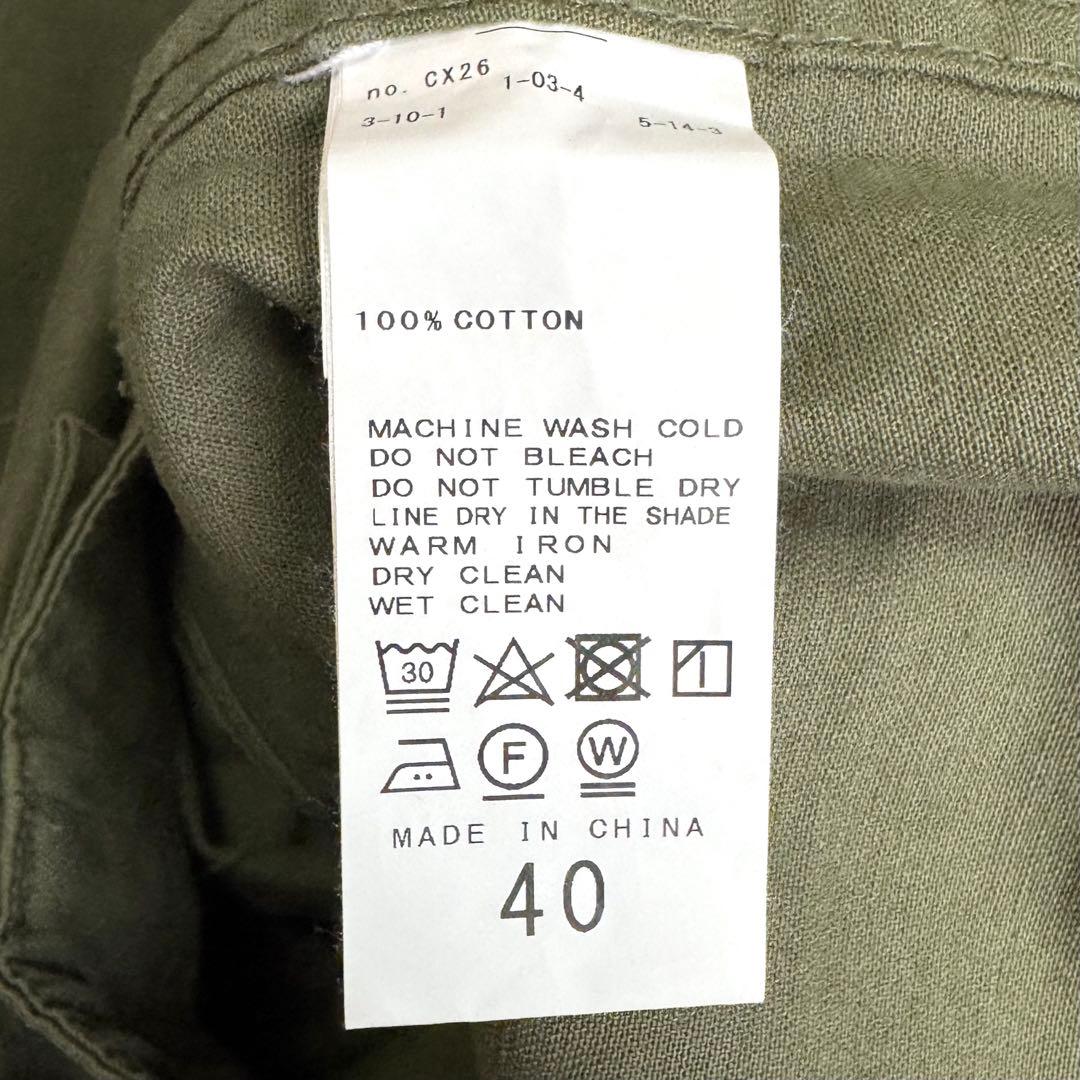 no. CX26 1-03-4
3-10-1 5-14-3
100% COTTON
MACHINE WASH COLD
DO NOT BLEACH
DO NOT TUMBLE DRY
LINE DRY IN THE SHADE
WARM IRON
DRY CLEAN
WET CLEAN
30
F W
MADE IN CHINA
40